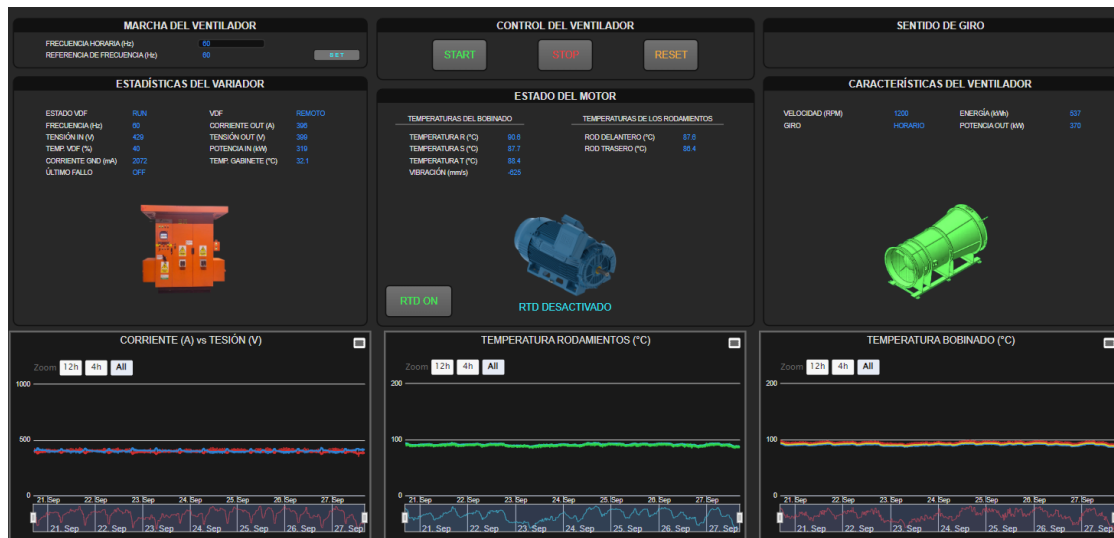 MARCHA DEL VENTILADOR
FRECUENCIA HORARIA (Hz) 60
REFERENCIA DE FRECUENCIA (Hz) 60 SET
CONTROL DEL VENTILADOR
START STOP RESET
SENTIDO DE GIRO
ESTADÍSTICAS DEL VARIADOR
ESTADO VDF RUN VDF REMOTO
FRECUENCIA (Hz) 60 CORRIENTE OUT (A) 396
TENSIÓN IN (V) 429 TENSIÓN OUT (V) 399
TEMP. VDF (%) 40 POTENCIA IN (kW) 319
CORRIENTE GND (mA) 2072 TEMP. GABINETE (°C) 32.1
ÚLTIMO FALLO OFF
ESTADO DEL MOTOR
TEMPERATURAS DEL BOBINADO TEMPERATURAS DE LOS RODAMIENTOS
TEMPERATURA R (°C) 90.6 ROD DELANTERO (°C) 87.6
TEMPERATURA S (°C) 87.7 ROD TRASERO (°C) 86.4
TEMPERATURA T (°C) 88.4
VIBRACIÓN (mm/s) -625
RTD ON
RTD DESACTIVADO
CARACTERÍSTICAS DEL VENTILADOR
VELOCIDAD (RPM) 1200 ENERGÍA (kWh) 537
GIRO HORARIO POTENCIA OUT (kW) 370
CORRIENTE (A) vs TESIÓN (V)
Zoom 12h 4h All
1000
500
0
21. Sep 22. Sep 23. Sep 24. Sep 25. Sep 26. Sep 27. Sep
21. Sep 22. Sep 23. Sep 24. Sep 25. Sep 26. Sep 27. Sep
TEMPERATURA RODAMIENTOS (°C)
Zoom 12h 4h All
200
100
0
21. Sep 22. Sep 23. Sep 24. Sep 25. Sep 26. Sep 27. Sep
21. Sep 22. Sep 23. Sep 24. Sep 25. Sep 26. Sep 27. Sep
TEMPERATURA BOBINADO (°C)
Zoom 12h 4h All
200
100
0
21. Sep 22. Sep 23. Sep 24. Sep 25. Sep 26. Sep 27. Sep
21. Sep 22. Sep 23. Sep 24. Sep 25. Sep 26. Sep 27. Sep